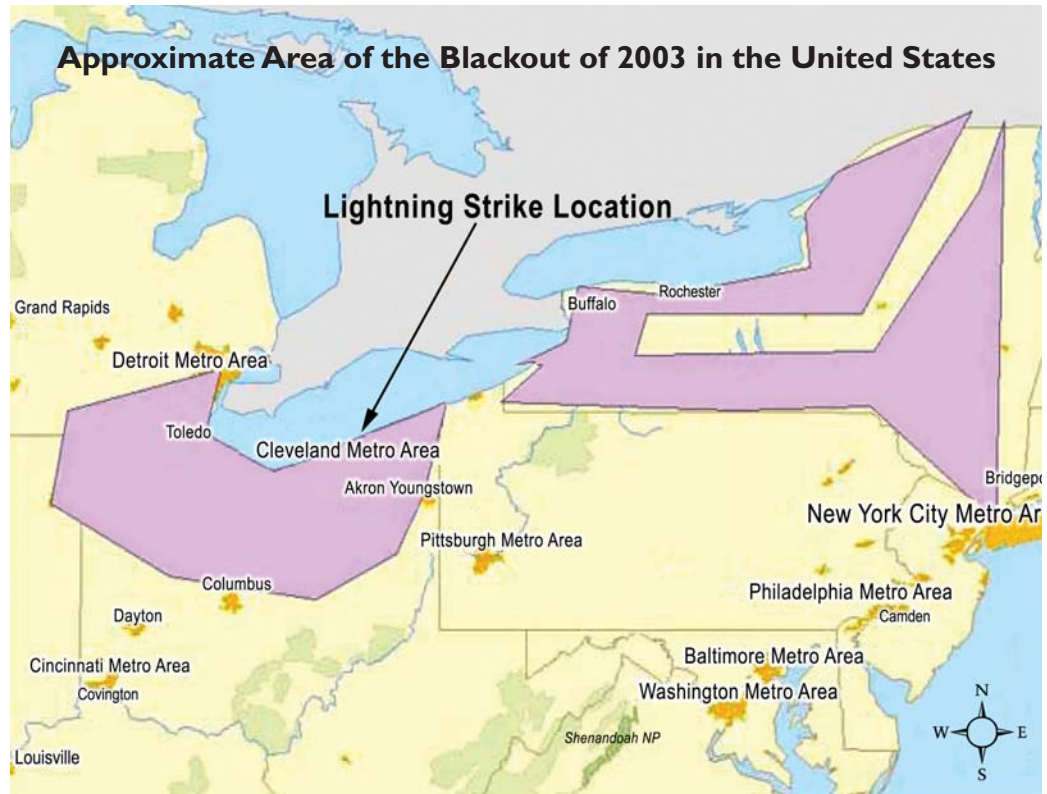 Approximate Area of the Blackout of 2003 in the United States
Lightning Strike Location
Grand Rapids
Buffalo
Rochester
Detroit Metro Area
Toledo
Cleveland Metro Area
Akron Youngstown
Bridgepo
New York City Metro Ar
Pittsburgh Metro Area
Columbus
Philadelphia Metro Area
Dayton
Camden
Cincinnati Metro Area
Baltimore Metro Area
Covington
Washington Metro Area
Shenandoah NP
Louisville
N
W
E
S